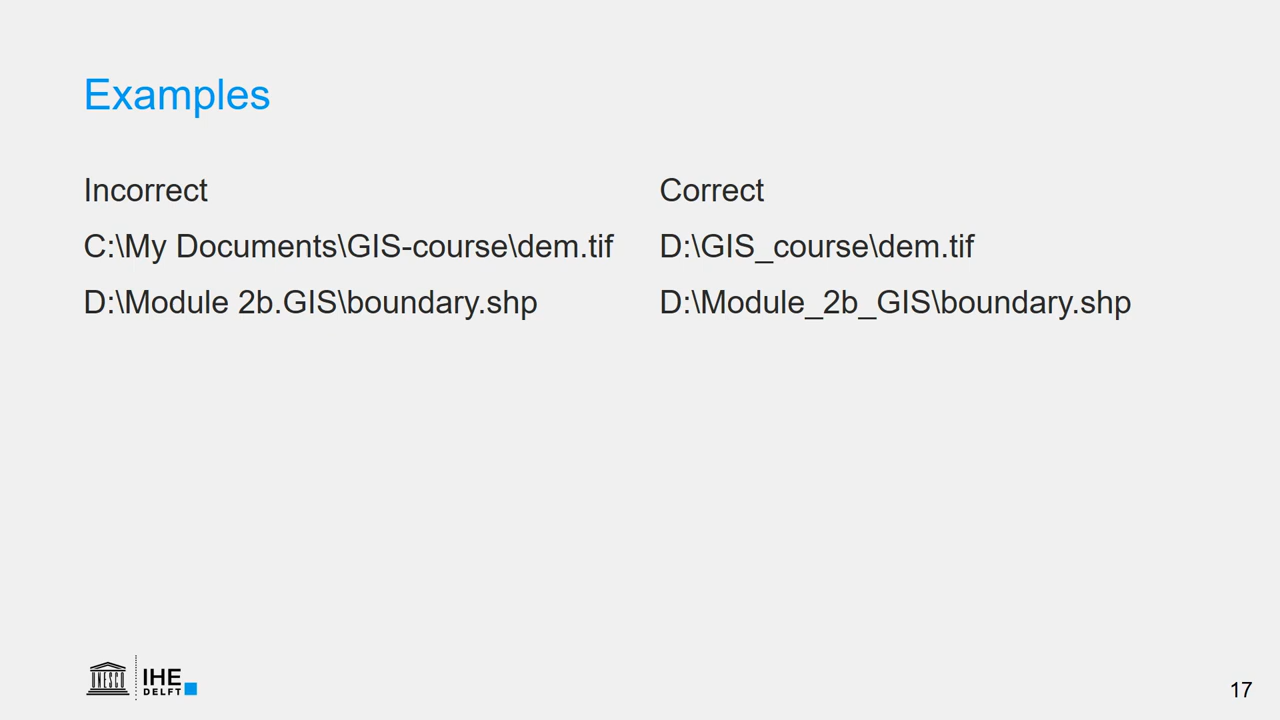 Examples
Incorrect
C:\My Documents\GIS-course\dem.tif
D:\Module 2b.GIS\boundary.shp
Correct
D:\GIS_course\dem.tif
D:\Module_2b_GIS\boundary.shp
UNESCO
IHE
DELFT
17